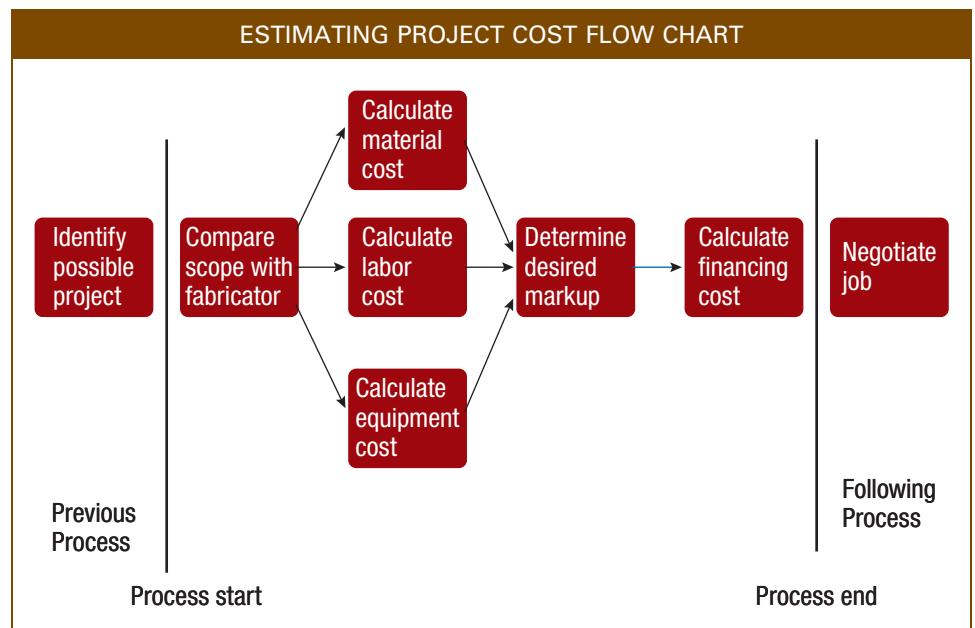 ESTIMATING PROJECT COST FLOW CHART
Identify
possible
project
Compare
scope with
fabricator
Calculate
material
cost
Calculate
labor
cost
Calculate
equipment
cost
Determine
desired
markup
Calculate
financing
cost
Negotiate
job
Previous
Process
Following
Process
Process start
Process end